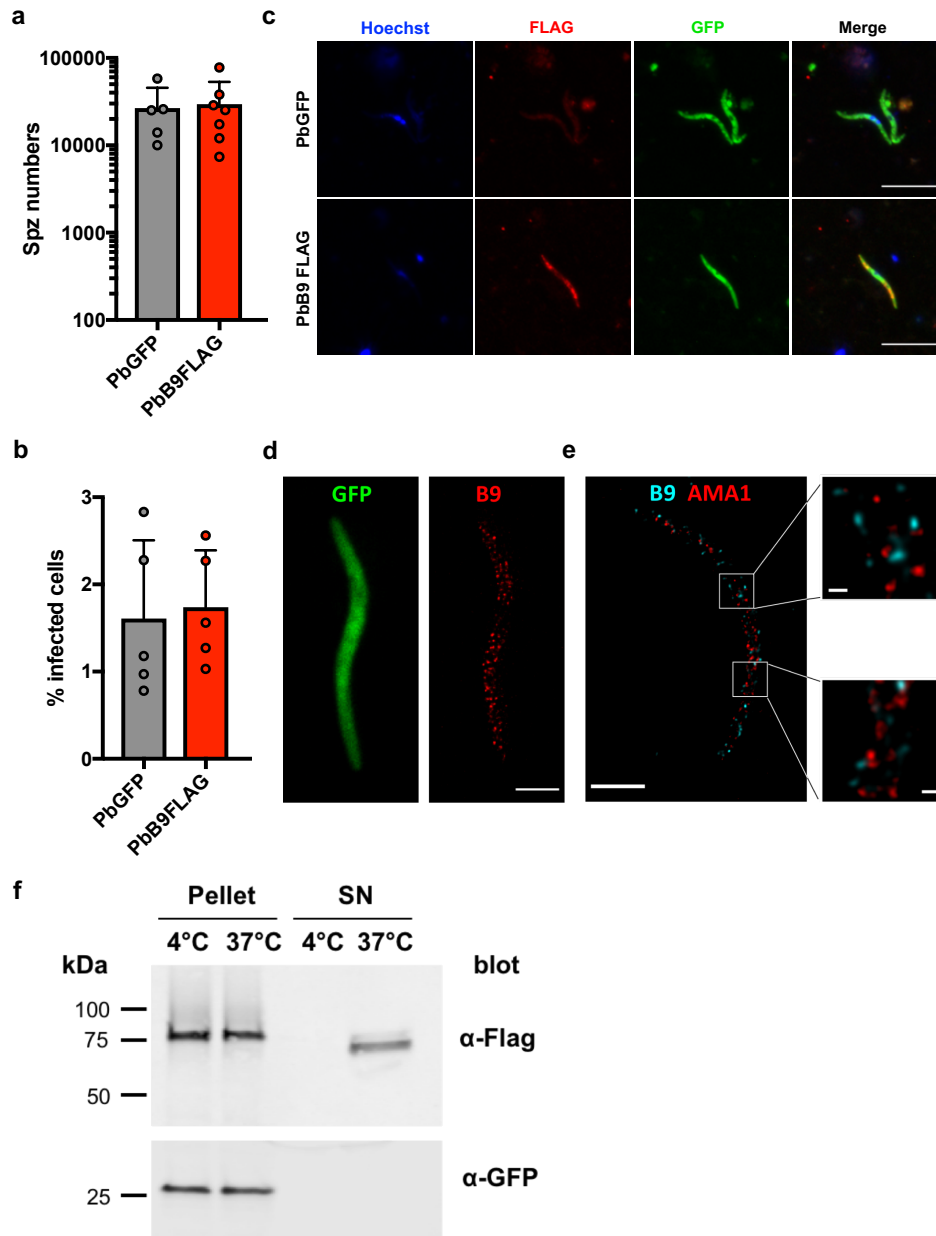 a
Spz numbers
100000
10000
1000
100
PbGFP
PbB9FLAG
b
% infected cells
3
2
1
0
PbGFP
PbB9FLAG
c
Hoechst FLAG GFP Merge
PbGFP
PbB9 FLAG
d
GFP B9
e
B9 AMA1
f
Pellet SN
4°C 37°C 4°C 37°C
kDa blot
100
75 α-Flag
50
25 α-GFP